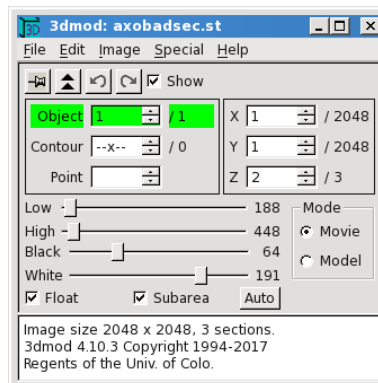 3dmod: axobadsec.st
File Edit Image Special Help
Show
Object 1 / 1
X 1 / 2048
Contour --x-- / 0
Y 1 / 2048
Point
Z 2 / 3
Low 188
High 448
Black 64
White 191
Mode
Movie
Model
Float Subarea Auto
Image size 2048 x 2048, 3 sections.
3dmod 4.10.3 Copyright 1994-2017
Regents of the Univ. of Colo.